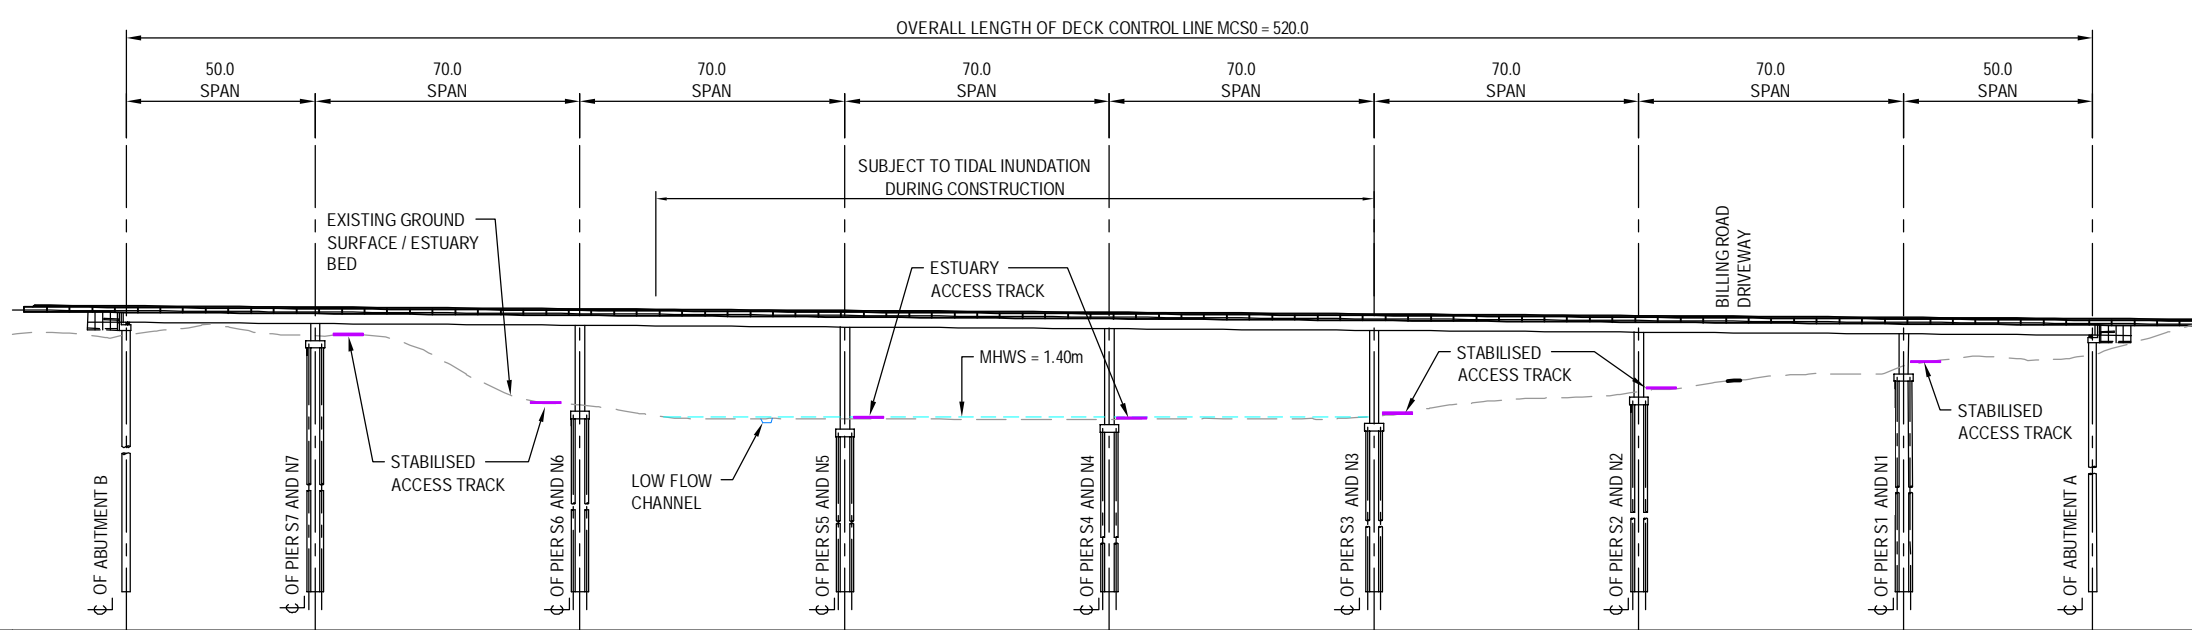 OVERALL LENGTH OF DECK CONTROL LINE MCS0 = 520.0
50.0
SPAN
70.0
SPAN
70.0
SPAN
70.0
SPAN
70.0
SPAN
70.0
SPAN
70.0
SPAN
50.0
SPAN
SUBJECT TO TIDAL INUNDATION
DURING CONSTRUCTION
EXISTING GROUND
SURFACE / ESTUARY
BED
ESTUARY
ACCESS TRACK
BILLING ROAD
DRIVEWAY
MHWS = 1.40m
STABILISED
ACCESS TRACK
STABILISED
ACCESS TRACK
STABILISED
ACCESS TRACK
LOW FLOW
CHANNEL
℄ OF ABUTMENT B
℄ OF PIER S7 AND N7
℄ OF PIER S6 AND N6
℄ OF PIER S5 AND N5
℄ OF PIER S4 AND N4
℄ OF PIER S3 AND N3
℄ OF PIER S2 AND N2
℄ OF PIER S1 AND N1
℄ OF ABUTMENT A